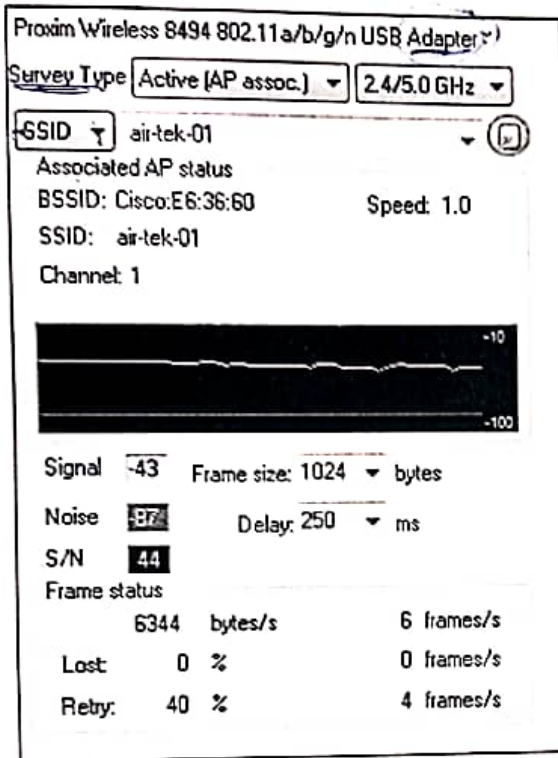 Proxim Wireless 8494 802.11a/b/g/n USB Adapter
Survey Type Active (AP assoc.) 2.4/5.0 GHz
SSID air-tek-01
Associated AP status
BSSID: Cisco:E6:36:60 Speed: 1.0
SSID: air-tek-01
Channel: 1
-10
-100
Signal -43 Frame size: 1024 bytes
Noise -87 Delay: 250 ms
S/N 44
Frame status
6344 bytes/s 6 frames/s
Lost: 0 % 0 frames/s
Retry: 40 % 4 frames/s